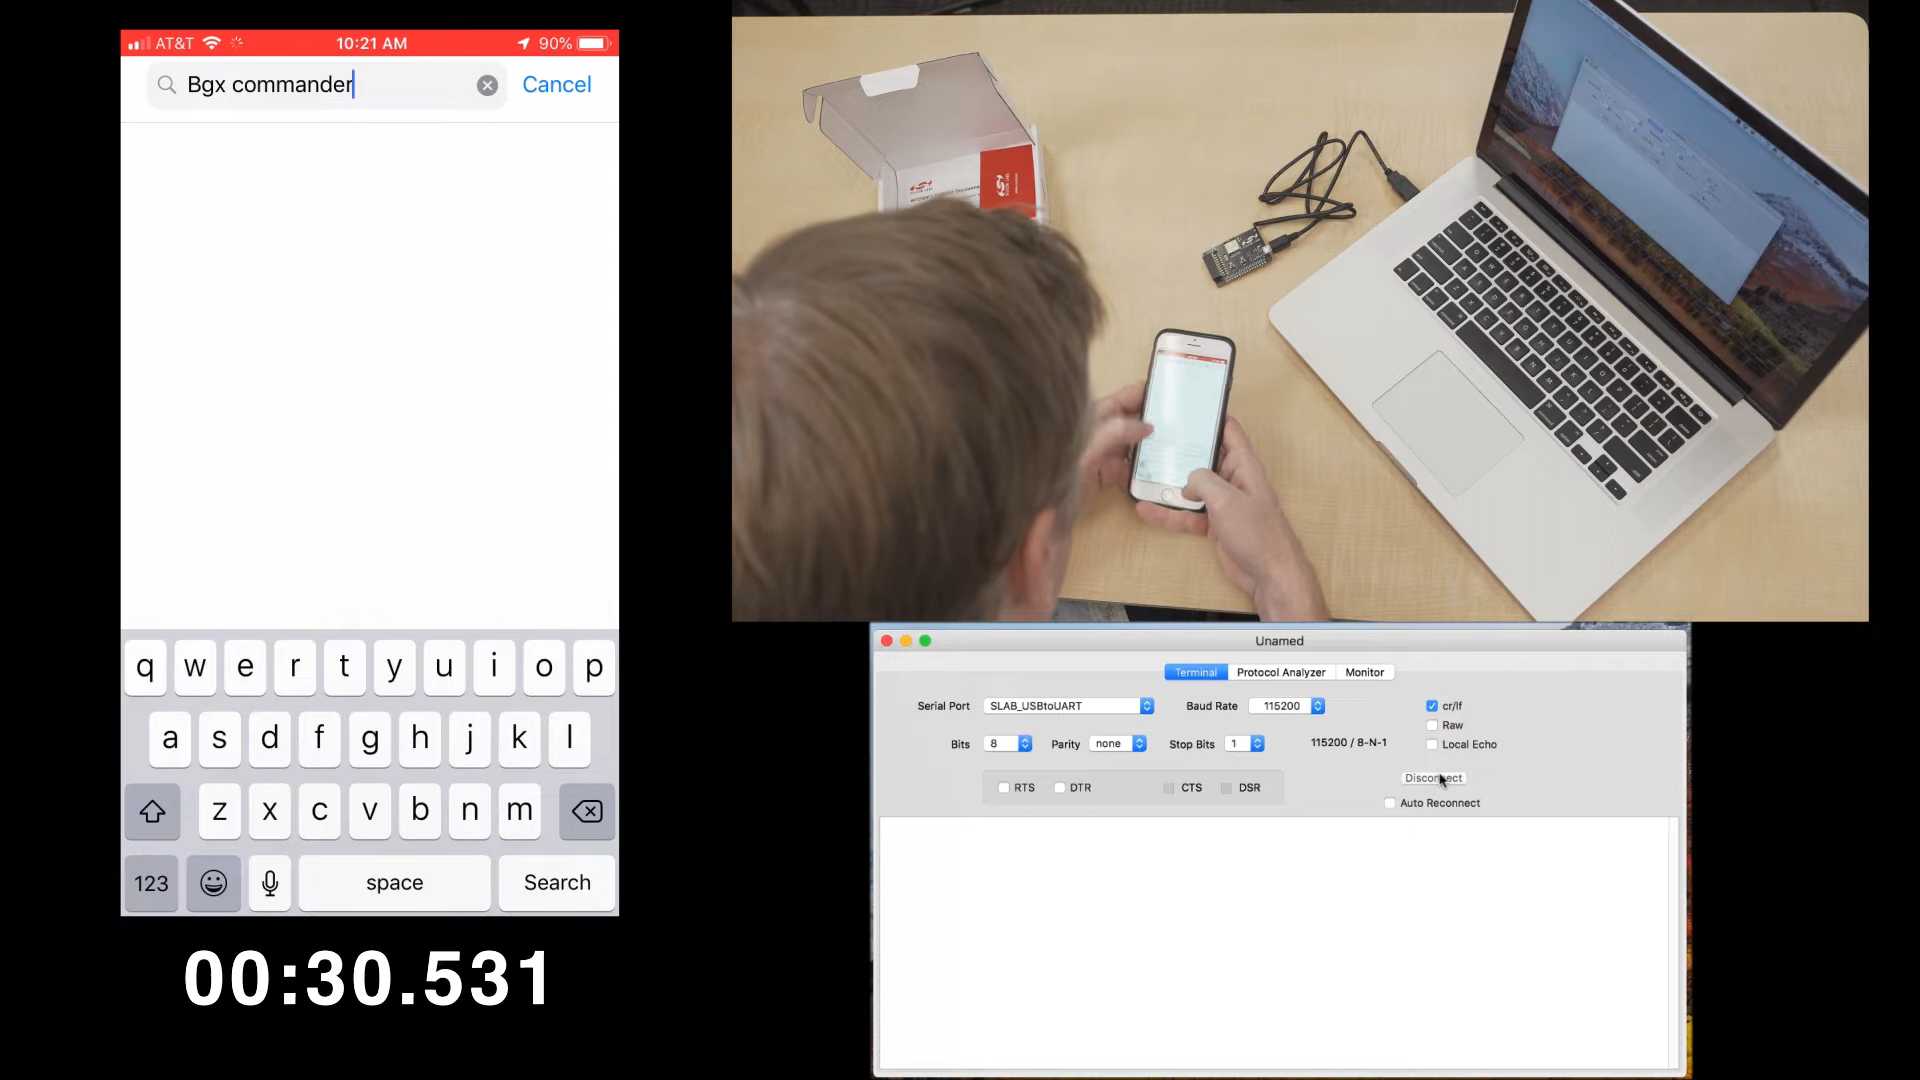 AT&T
10:21 AM
90%
Bgx commander
Cancel
q w e r t y u i o p
a s d f g h j k l
z x c v b n m
123
space
Search
00:30.531
Unamed
Terminal
Protocol Analyzer
Monitor
Serial Port
SLAB_USBtoUART
Baud Rate
115200
cr/lf
Raw
Bits
8
Parity
none
Stop Bits
1
115200 / 8-N-1
Local Echo
RTS
DTR
CTS
DSR
Disconnect
Auto Reconnect